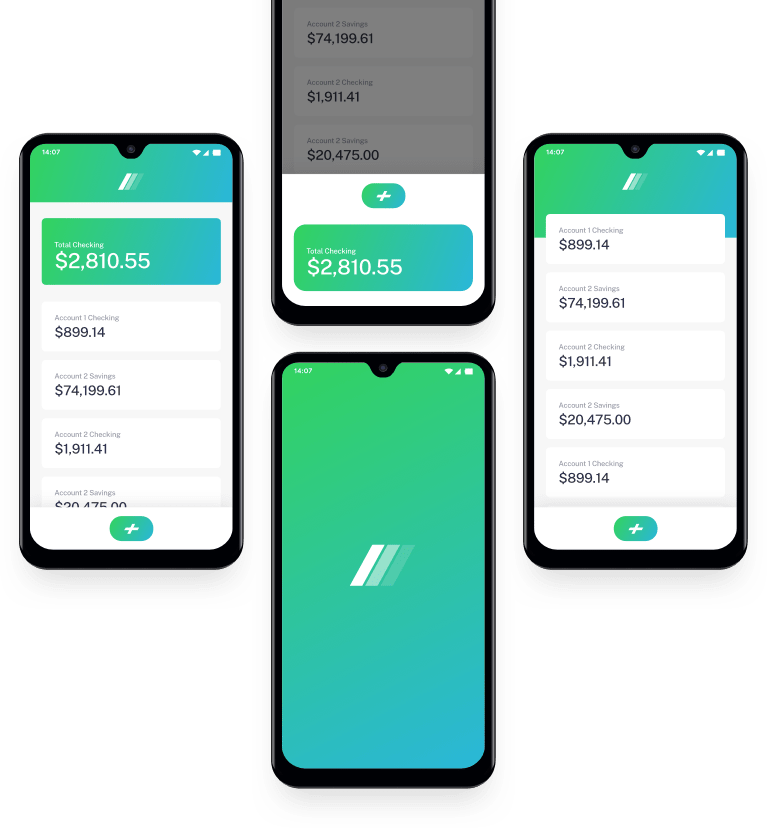 14:07
Total Checking
$2,810.55
Account 1 Checking
$899.14
Account 2 Savings
$74,199.61
Account 2 Checking
$1,911.41
Account 2 Savings
$20,475.00
Account 2 Savings
$74,199.61
Account 2 Checking
$1,911.41
Account 2 Savings
$20,475.00
Total Checking
$2,810.55
14:07
14:07
Account 1 Checking
$899.14
Account 2 Savings
$74,199.61
Account 2 Checking
$1,911.41
Account 2 Savings
$20,475.00
Account 1 Checking
$899.14